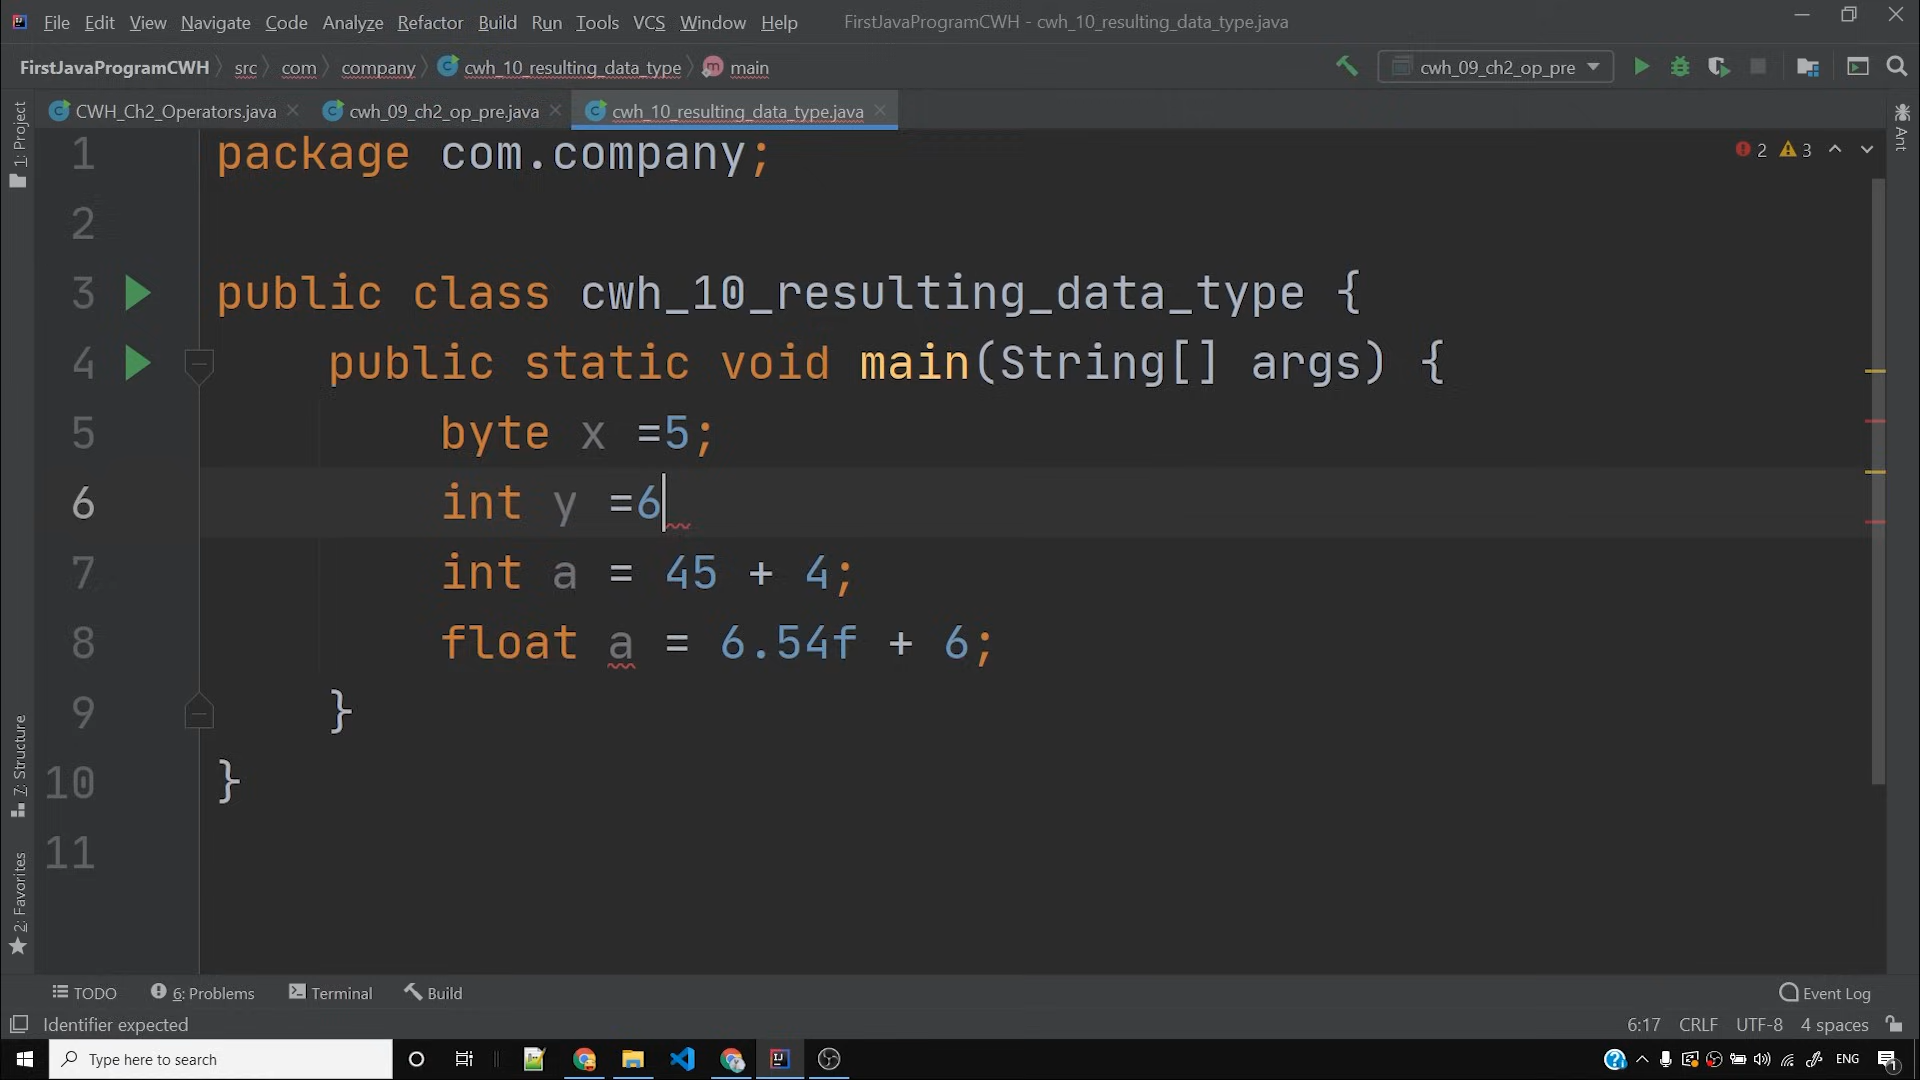 File Edit View Navigate Code Analyze Refactor Build Run Tools VCS Window Help FirstJavaProgramCWH - cwh_10_resulting_data_type.java
FirstJavaProgramCWH src com company cwh_10_resulting_data_type main cwh_09_ch2_op_pre
CWH_Ch2_Operators.java cwh_09_ch2_op_pre.java cwh_10_resulting_data_type.java
1: Project
Ant
2 3
1 package com.company;
2
3 public class cwh_10_resulting_data_type {
4 public static void main(String[] args) {
5 byte x =5;
6 int y =6
7 int a = 45 + 4;
8 float a = 6.54f + 6;
9 }
10 }
11
7: Structure
2: Favorites
TODO 6: Problems Terminal Build Event Log
Identifier expected 6:17 CRLF UTF-8 4 spaces
Type here to search ENG 1